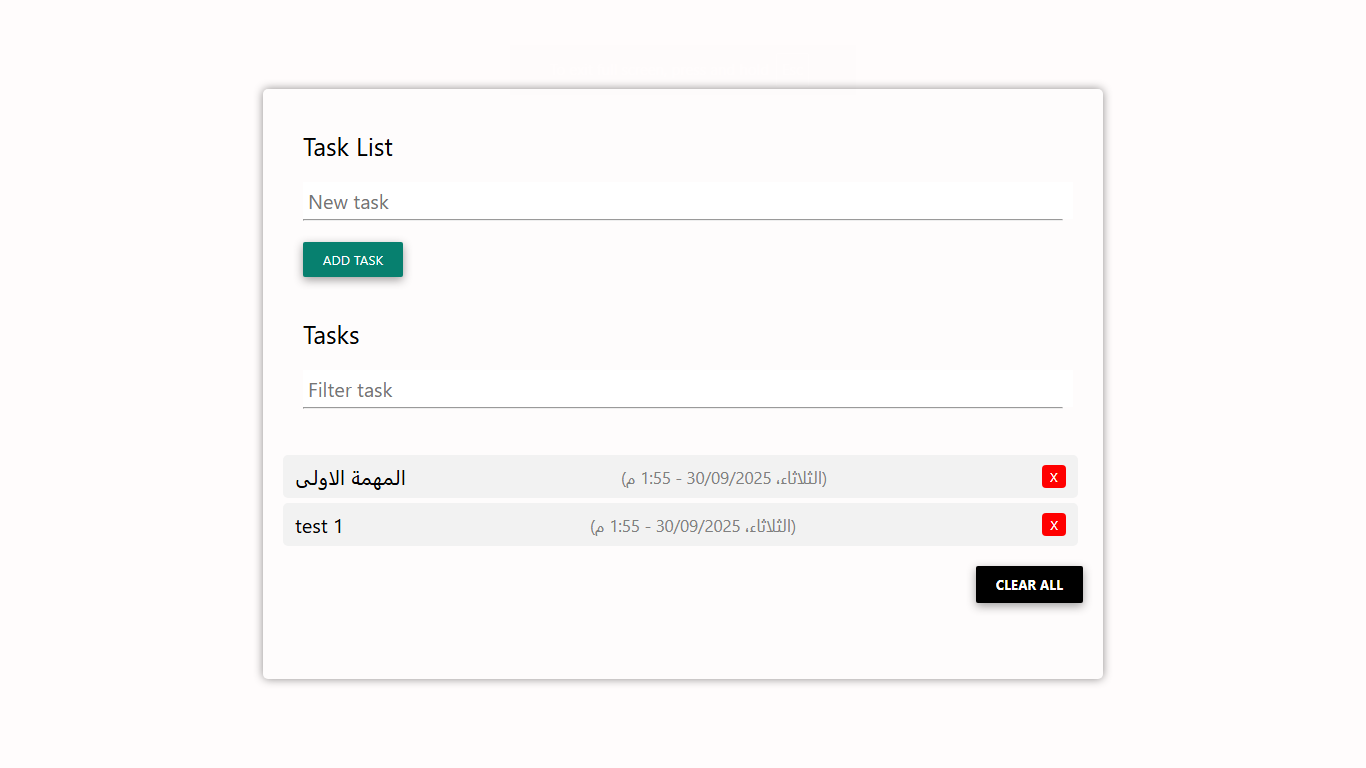 Task List
New task
ADD TASK
Tasks
Filter task
المهمة الاولى (الثلاثاء، 30/09/2025 - 1:55 م) X
test 1 (الثلاثاء، 30/09/2025 - 1:55 م) X
CLEAR ALL